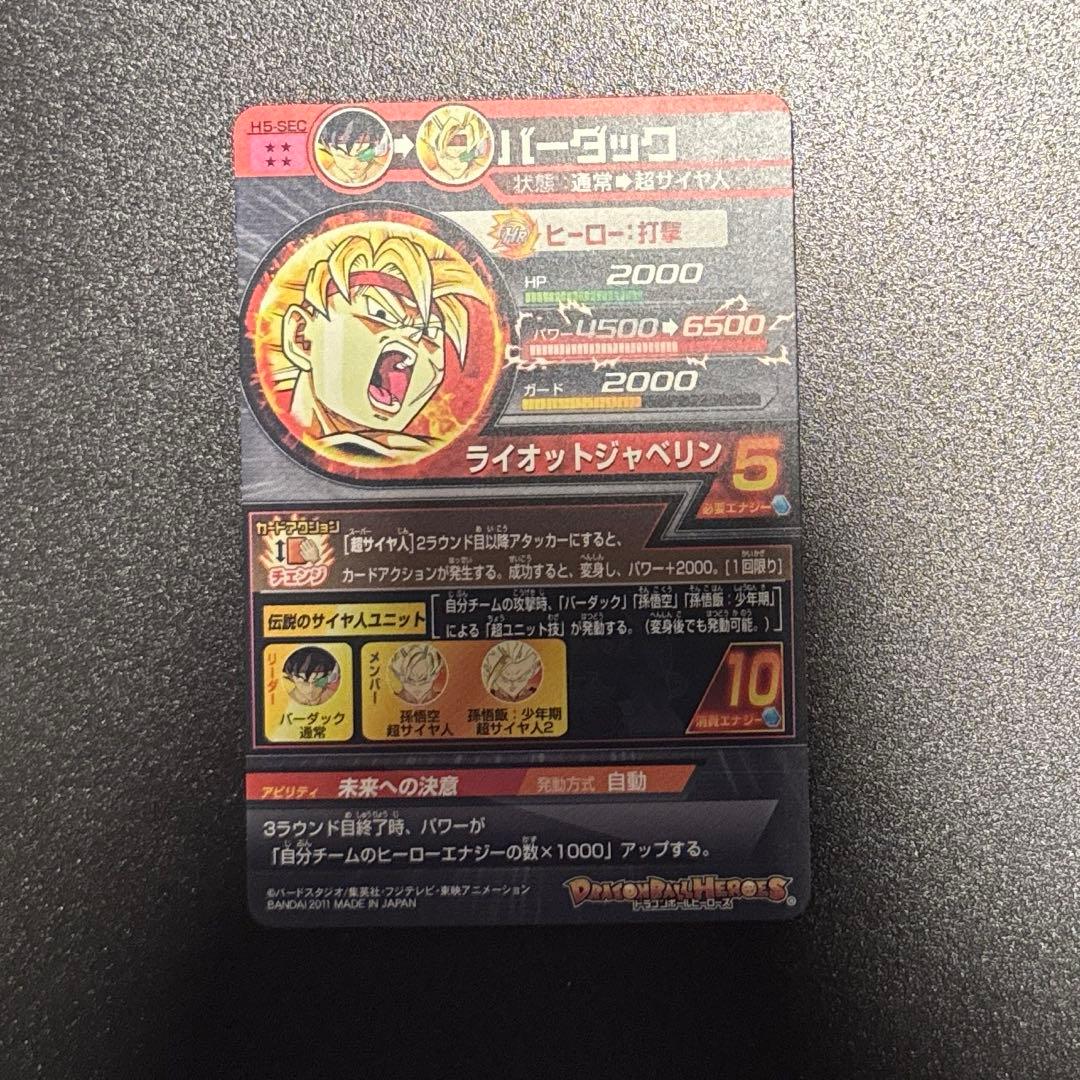 H5-SEC
★★
★★
バーダック
状態:通常➡超サイヤ人
HR ヒーロー:打撃
HP 2000
パワー 4500➡6500
ガード 2000
ライオットジャベリン 5
必要エナジー
カードアクション
チェンジ
[超サイヤ人]2ラウンド目以降アタッカーにすると、
カードアクションが発生する。成功すると、変身し、パワー+2000。[1回限り]
伝説のサイヤ人ユニット
自分チームの攻撃時、「バーダック」「孫悟空」「孫悟飯:少年期」
による「超ユニット技」が発動する。(変身後でも発動可能。)
リーダー
バーダック
通常
メンバー
孫悟空
超サイヤ人
孫悟飯:少年期
超サイヤ人2
10
消費エナジー
アビリティ 未来への決意 発動方式 自動
3ラウンド目終了時、パワーが
「自分チームのヒーローエナジーの数×1000」アップする。
©バードスタジオ/集英社・フジテレビ・東映アニメーション
BANDAI 2011 MADE IN JAPAN
DRAGONBALL HEROES
ドラゴンボールヒーローズ
®